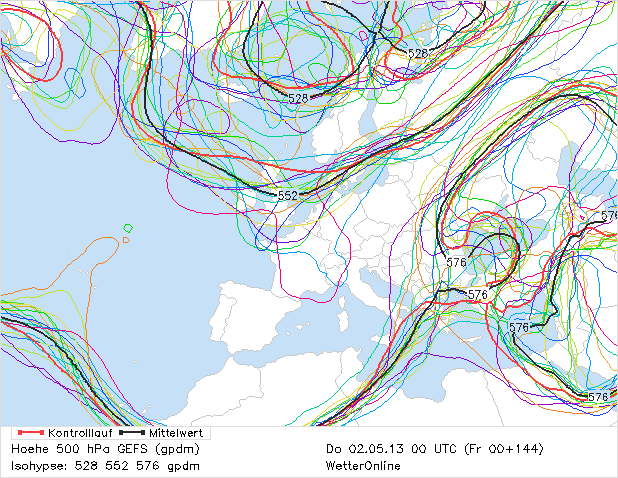 528
528
552
576
576
576
576
576
Kontrolllauf Mittelwert
Hoehe 500 hPa GEFS (gpdm)
Do 02.05.13 00 UTC (Fr 00+144)
Isohypse: 528 552 576 gpdm
WetterOnline